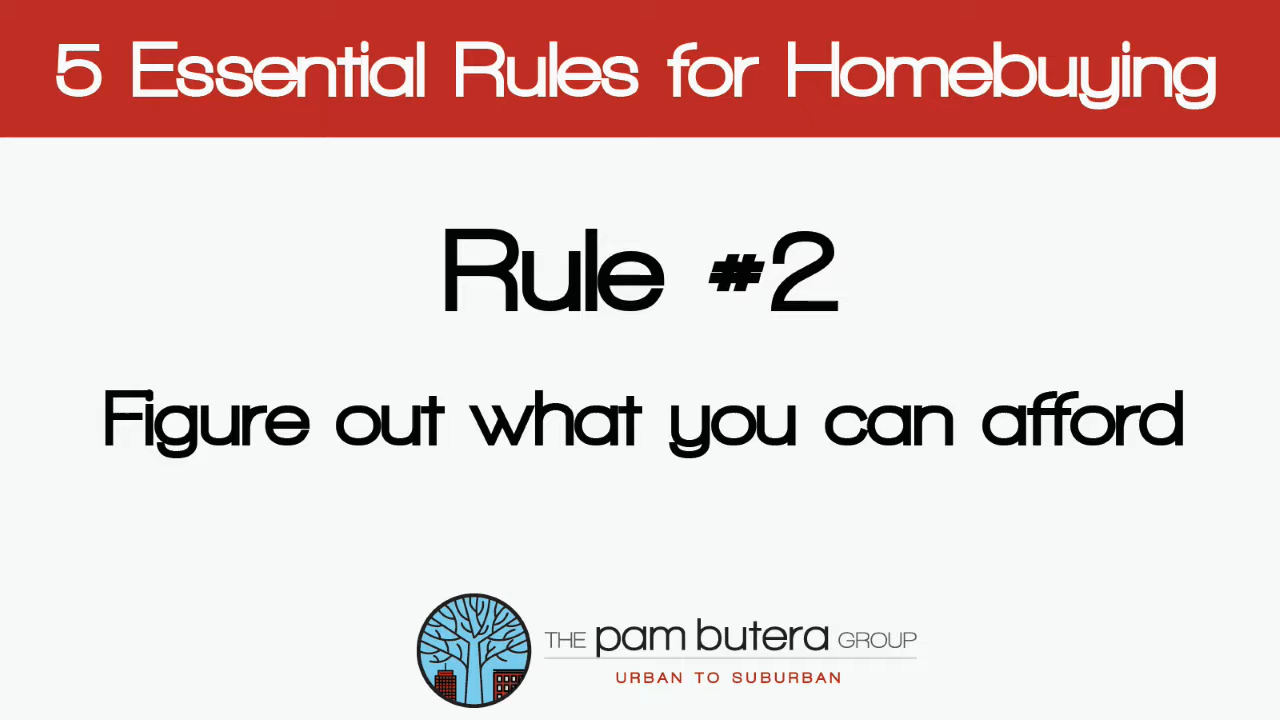 5 Essential Rules for Homebuying
Rule #2
Figure out what you can afford
THE pam butera GROUP
URBAN TO SUBURBAN